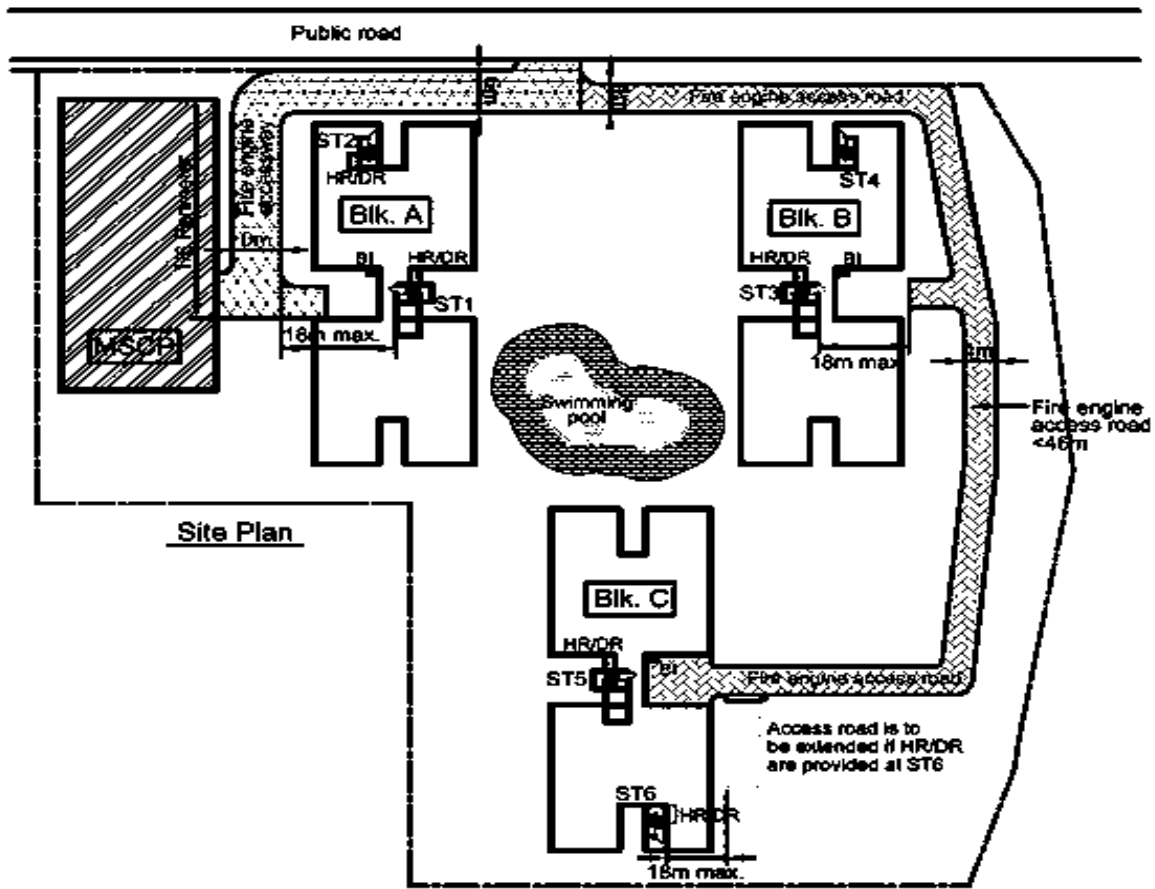 Public road
Fire engine access road
ST2
HR/DR
Fire engine
accessway
ST4
Blk. A
Blk. B
BI
HR/DR
ST1
HR/DR
BI
ST3
MSCP
18m max.
18m max
Swimming
pool
Fire engine
access road
<46m
Site Plan
Blk. C
HR/DR
ST5
BI
Fire engine access road
Access road is to
be extended if HR/DR
are provided at ST6
ST6
HR/DR
18m max.